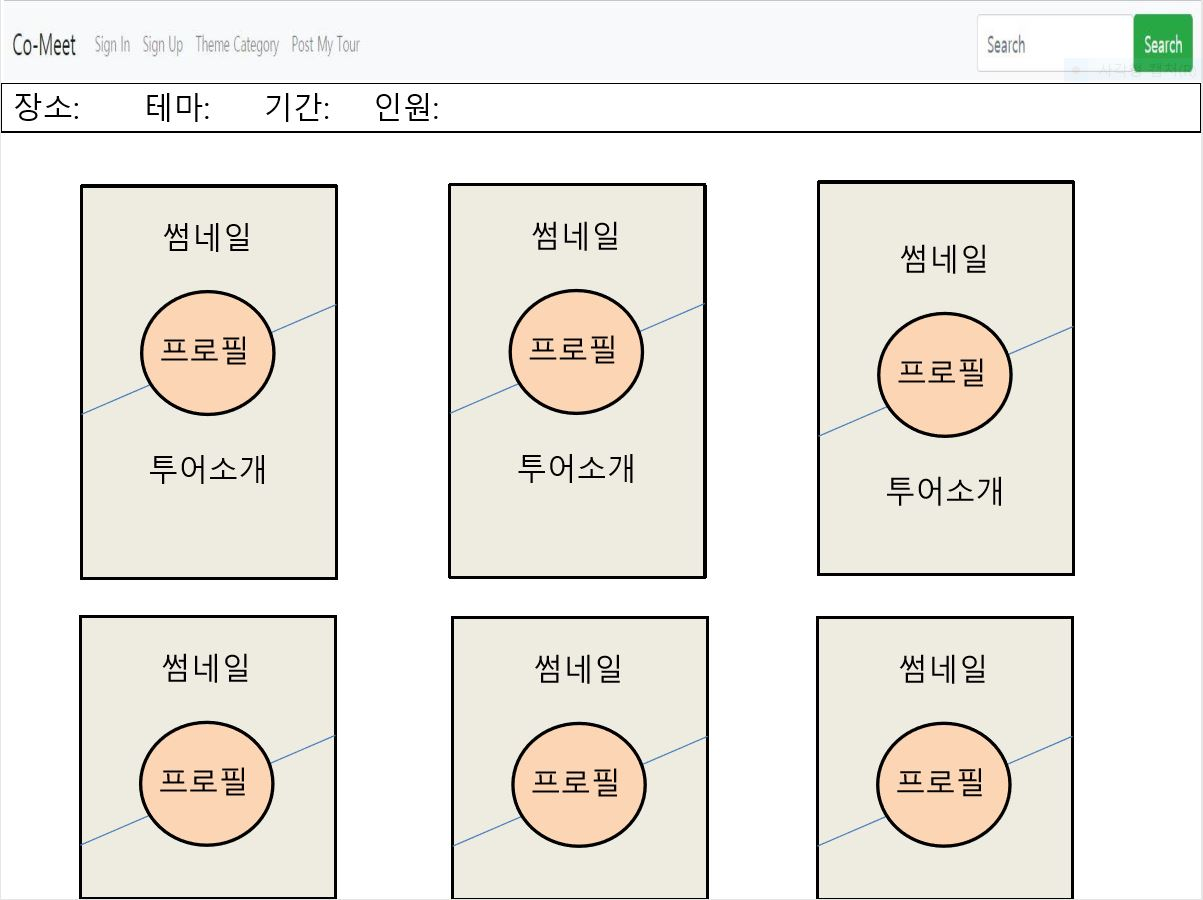 Co-Meet Sign In Sign Up Theme Category Post My Tour Search Search
장소: 테마: 기간: 인원:
썸네일 썸네일 썸네일
프로필 프로필 프로필
투어소개 투어소개 투어소개
썸네일 썸네일 썸네일
프로필 프로필 프로필